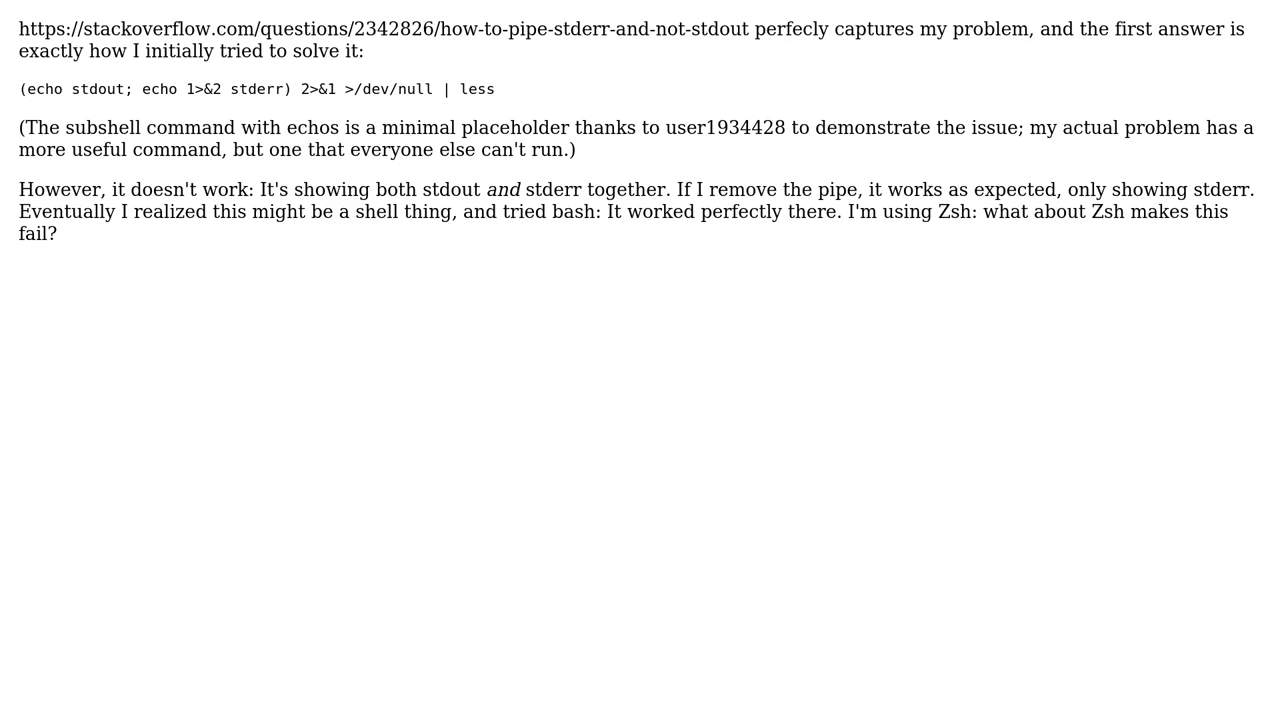 https://stackoverflow.com/questions/2342826/how-to-pipe-stderr-and-not-stdout perfecly captures my problem, and the first answer is
exactly how I initially tried to solve it:
(echo stdout; echo 1>&2 stderr) 2>&1 >/dev/null | less
(The subshell command with echos is a minimal placeholder thanks to user1934428 to demonstrate the issue; my actual problem has a
more useful command, but one that everyone else can't run.)
However, it doesn't work: It's showing both stdout and stderr together. If I remove the pipe, it works as expected, only showing stderr.
Eventually I realized this might be a shell thing, and tried bash: It worked perfectly there. I'm using Zsh: what about Zsh makes this
fail?